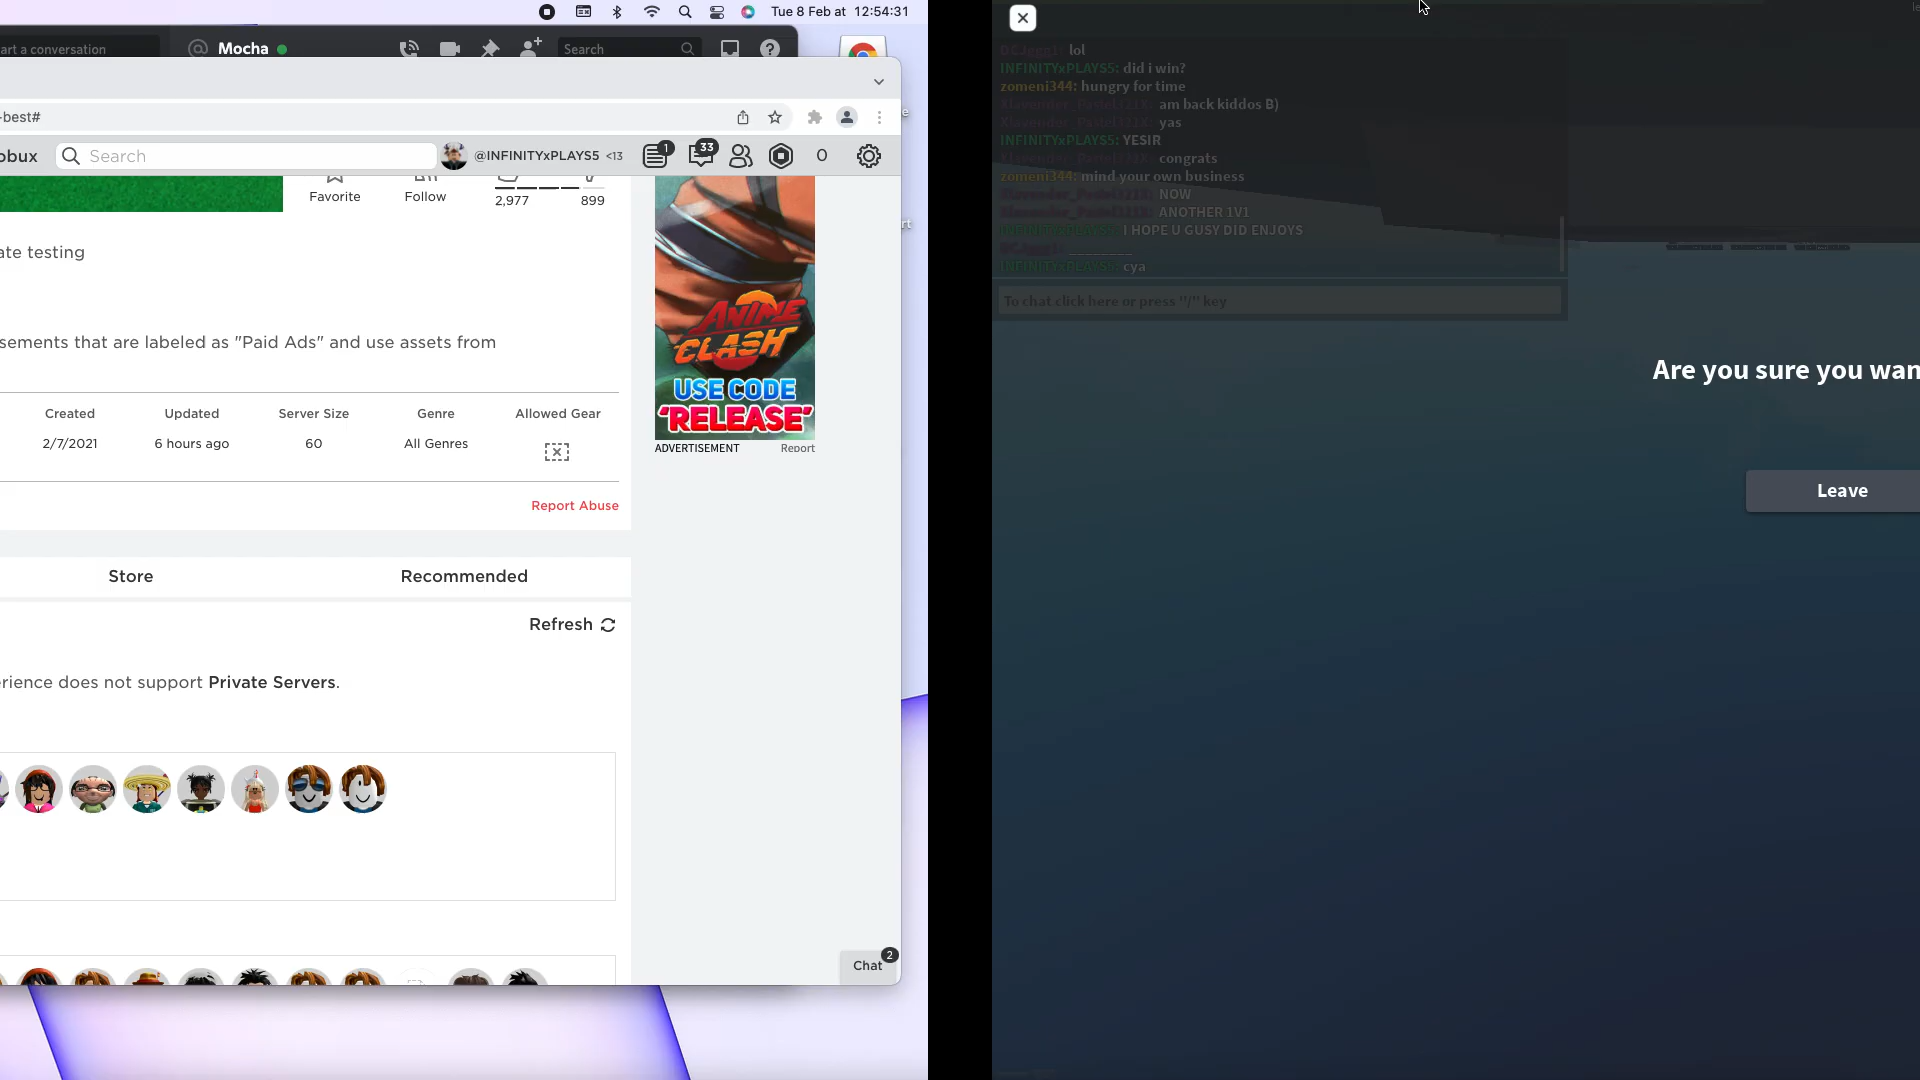 Tue 8 Feb at 12:54:31
art a conversation
Mocha
Search
-best#
obux
Search
@INFINITYxPLAYS5 <13
1
33
0
Favorite
Follow
2,977
899
ate testing
sements that are labeled as "Paid Ads" and use assets from
Created
Updated
Server Size
Genre
Allowed Gear
2/7/2021
6 hours ago
60
All Genres
Report Abuse
ANIME
CLASH
USE CODE
'RELEASE'
ADVERTISEMENT
Report
Store
Recommended
Refresh
erience does not support Private Servers.
Chat
2
lol
INFINITYxPLAYS5: did i win?
zomeni344: hungry for time
am back kiddos B)
yas
INFINITYxPLAYS5: YESIR
congrats
zomeni344: mind your own business
NOW
ANOTHER 1V1
INFINITYxPLAYS5: I HOPE U GUSY DID ENJOYS
________
INFINITYxPLAYS5: cya
To chat click here or press "/" key
Are you sure you wan
Leave